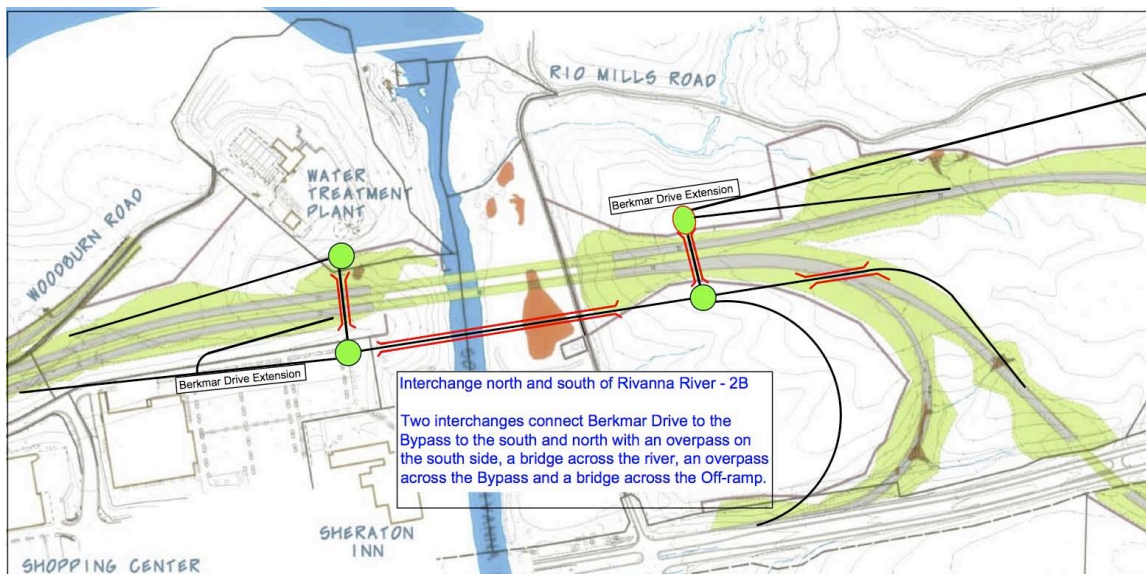 RIO MILLS ROAD
WATER
TREATMENT
PLANT
WOODBURN ROAD
Berkmar Drive Extension
Berkmar Drive Extension
Interchange north and south of Rivanna River - 2B
Two interchanges connect Berkmar Drive to the
Bypass to the south and north with an overpass on
the south side, a bridge across the river, an overpass
across the Bypass and a bridge across the Off-ramp.
SHERATON
INN
SHOPPING CENTER